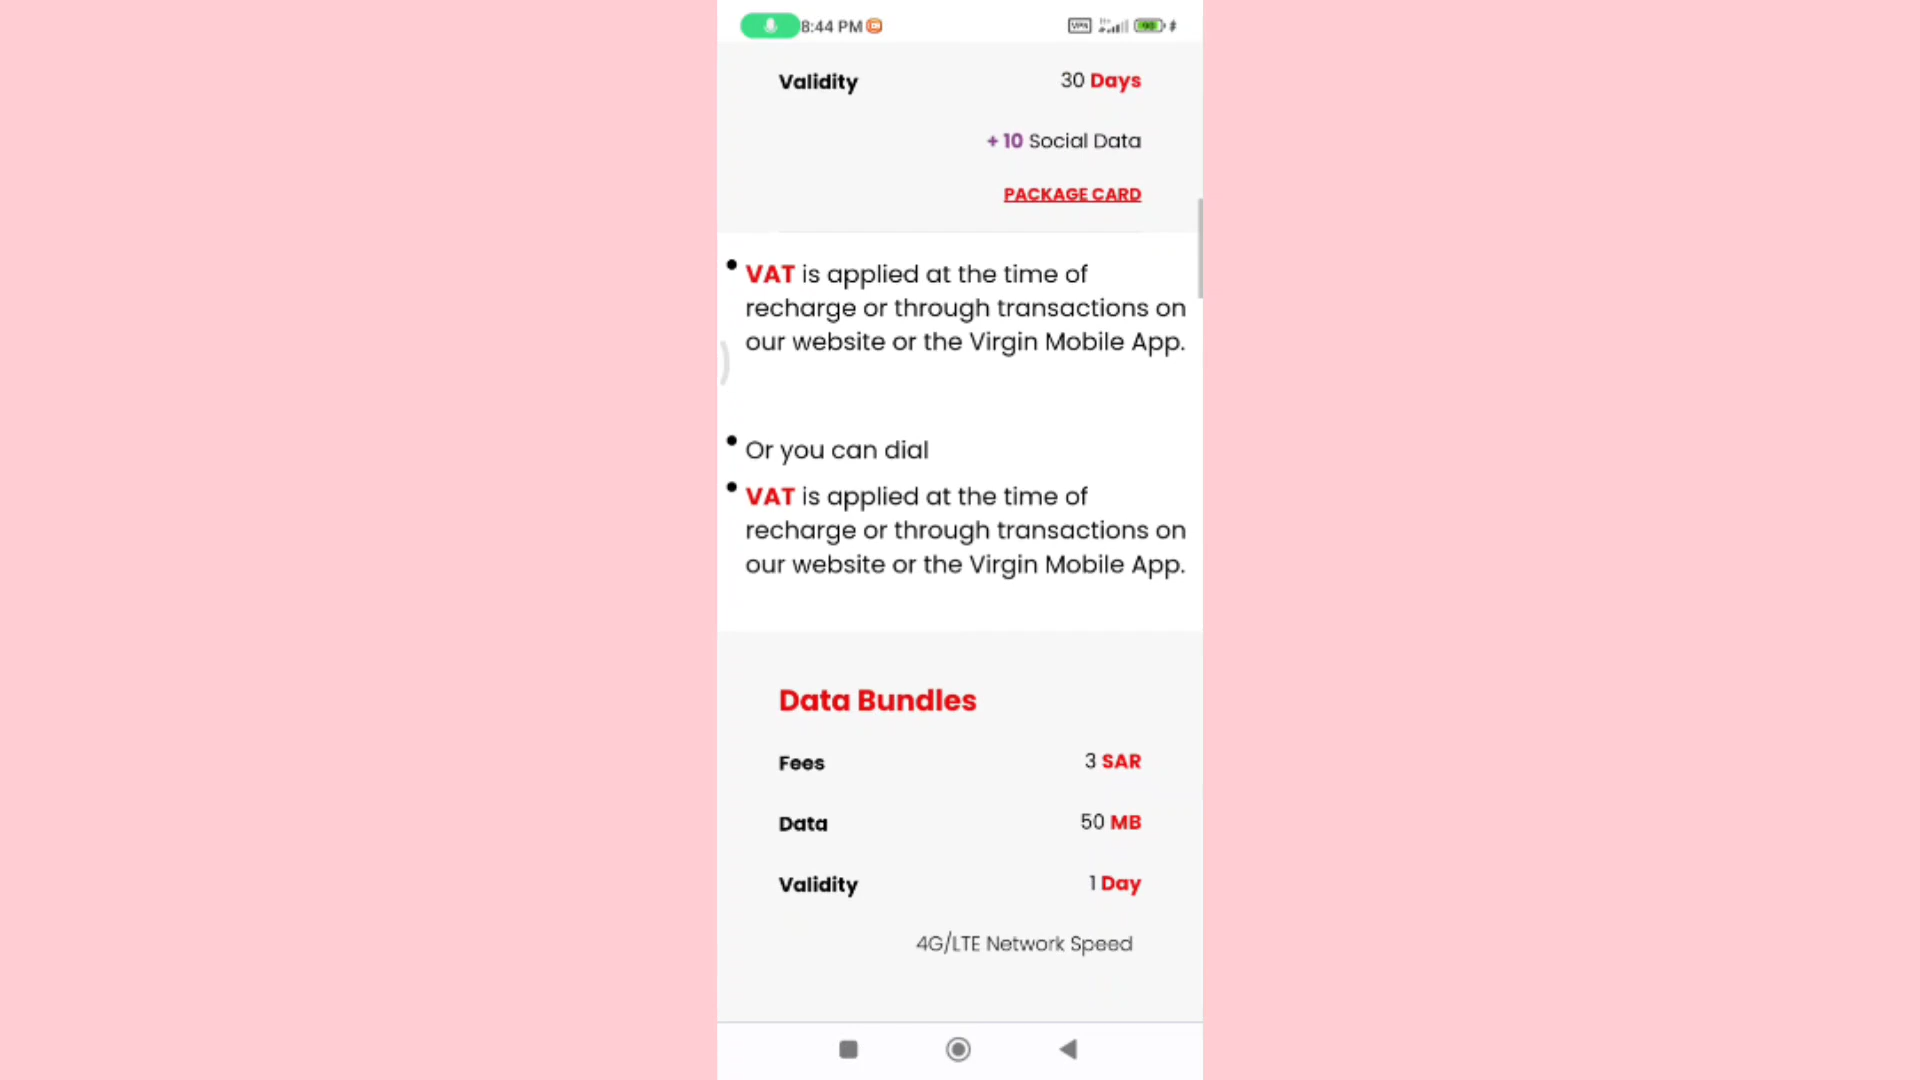 8:44 PM
VPN
90
Validity
30 Days
+ 10 Social Data
PACKAGE CARD
• VAT is applied at the time of
recharge or through transactions on
our website or the Virgin Mobile App.
• Or you can dial
• VAT is applied at the time of
recharge or through transactions on
our website or the Virgin Mobile App.
Data Bundles
Fees
3 SAR
Data
50 MB
Validity
1 Day
4G/LTE Network Speed